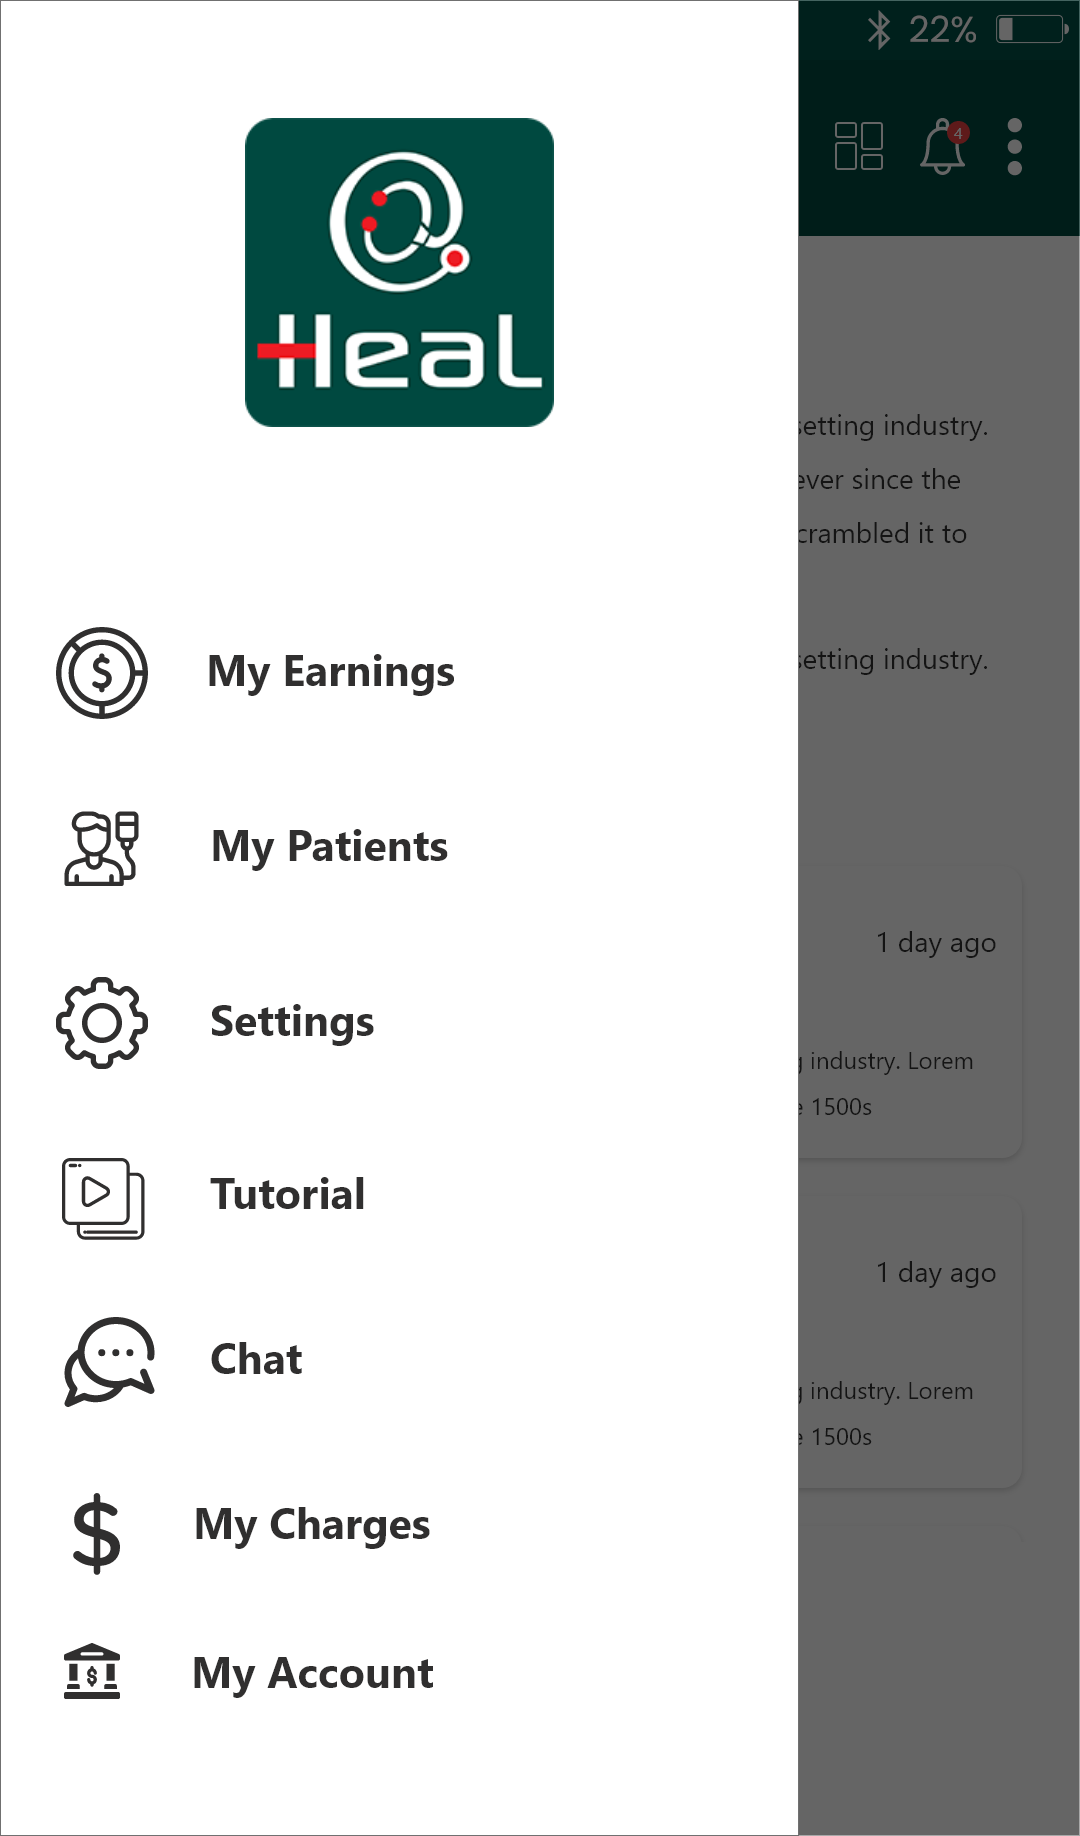 22%
4
Heal
setting industry.
ever since the
crambled it to
setting industry.
My Earnings
My Patients
1 day ago
Settings
industry. Lorem
1500s
Tutorial
1 day ago
Chat
industry. Lorem
1500s
My Charges
My Account